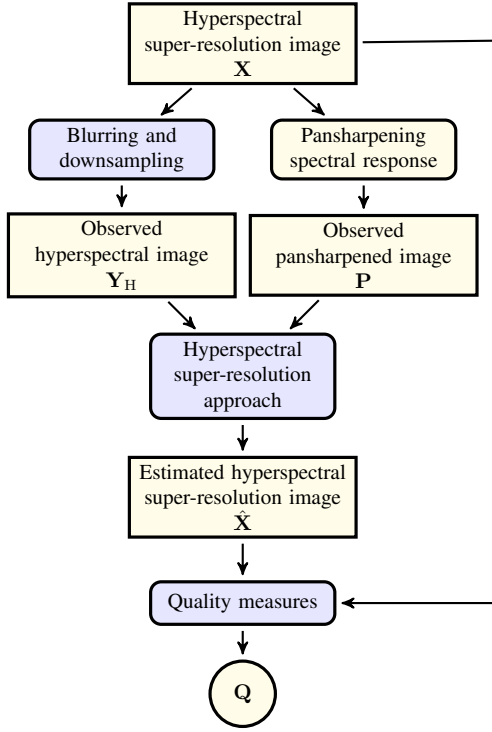 Hyperspectral
super-resolution image
X
Blurring and
downsampling
Pansharpening
spectral response
Observed
hyperspectral image
Y_H
Observed
pansharpened image
P
Hyperspectral
super-resolution
approach
Estimated hyperspectral
super-resolution image
X̂
Quality measures
Q